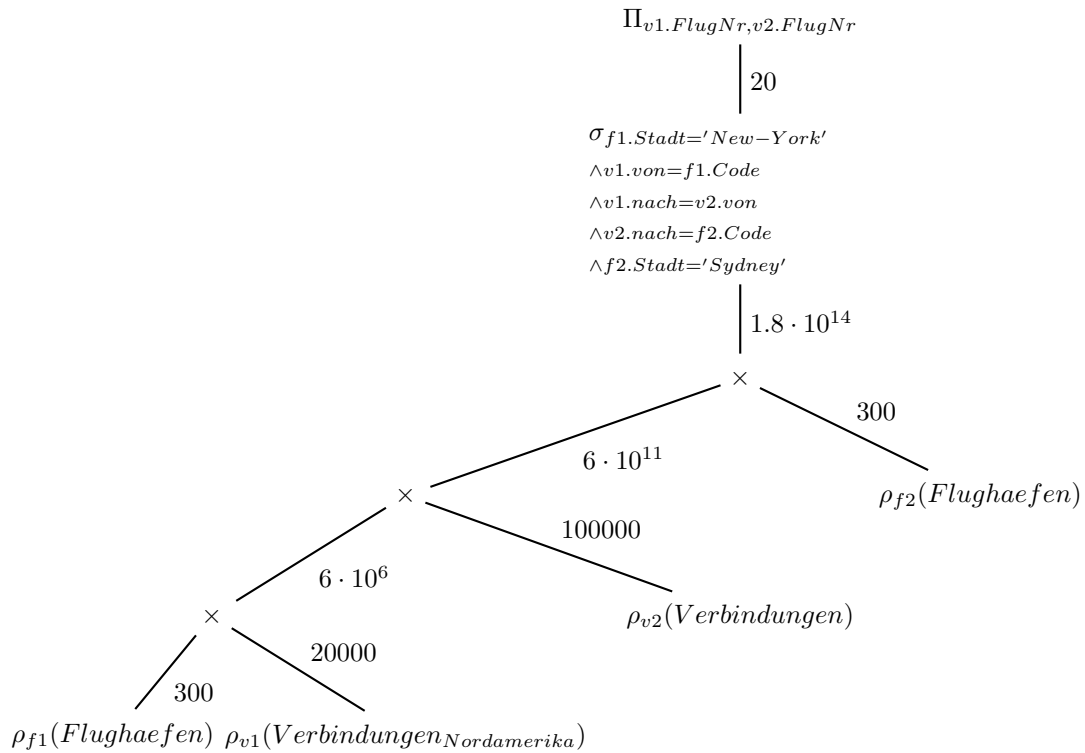 Π_{v1.FlugNr,v2.FlugNr}
20
σ_{f1.Stadt='New−York'}
∧v1.von=f1.Code
∧v1.nach=v2.von
∧v2.nach=f2.Code
∧f2.Stadt='Sydney'
1.8 · 10^{14}
×
300
6 · 10^{11}
ρ_{f2}(Flughaefen)
×
100000
6 · 10^{6}
ρ_{v2}(Verbindungen)
×
20000
300
ρ_{f1}(Flughaefen) ρ_{v1}(Verbindungen_{Nordamerika})